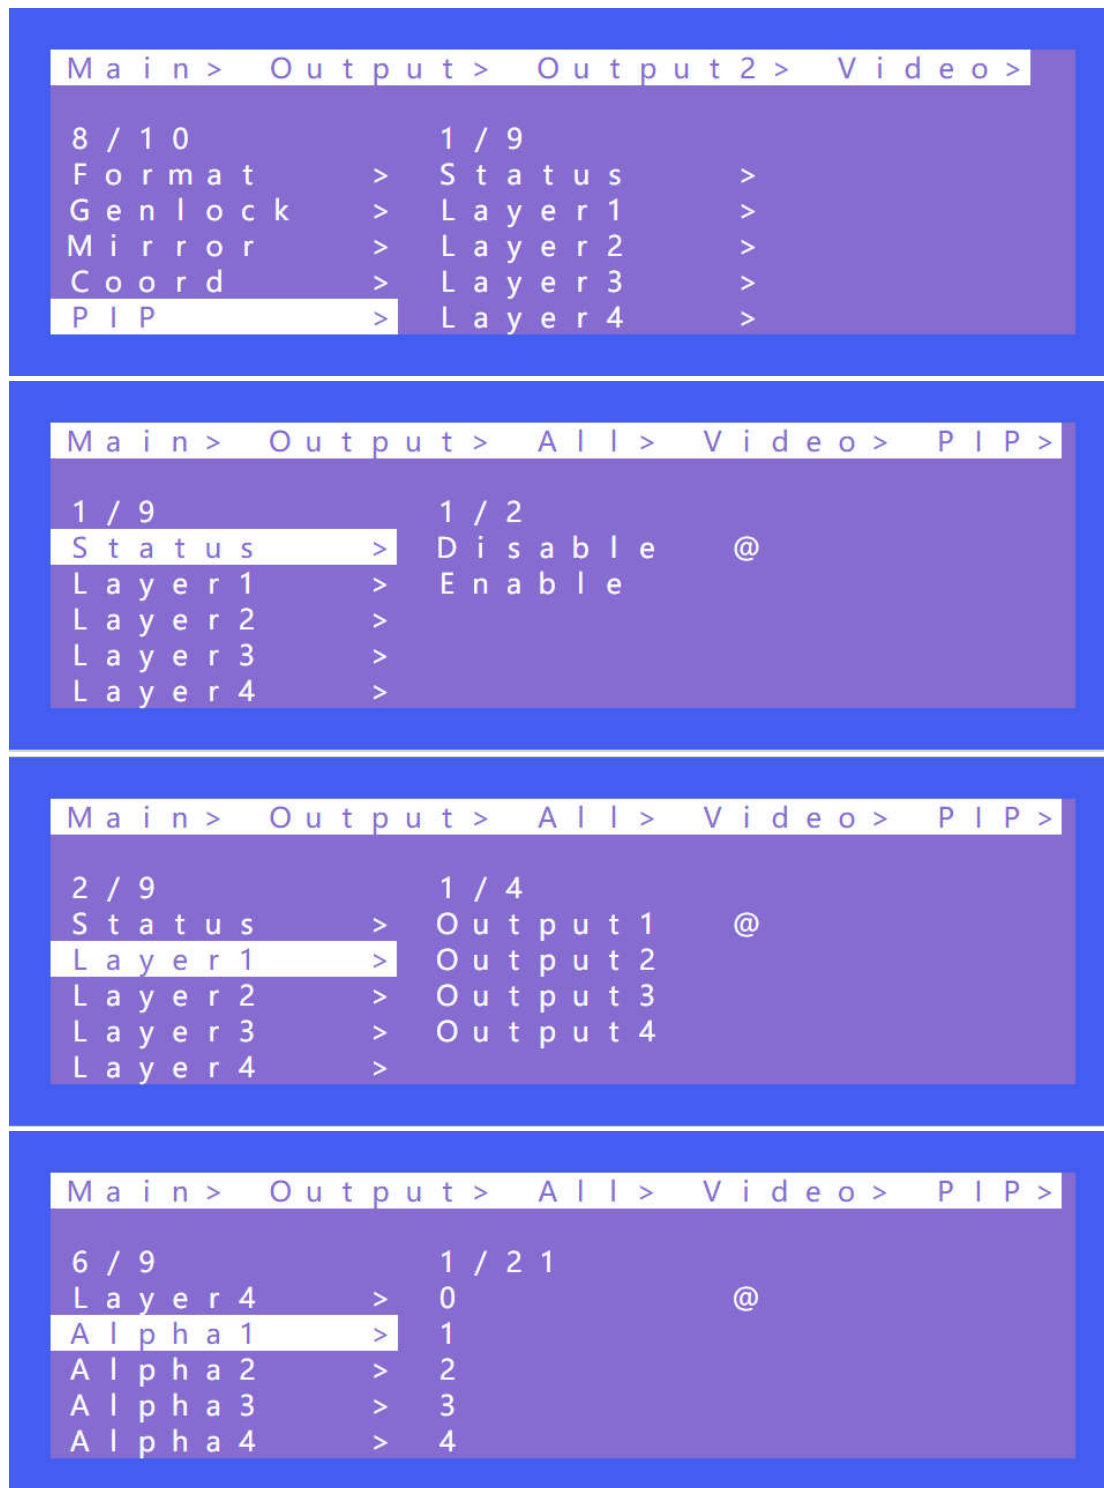 Main> Output> Output2> Video>
8/10 1/9
Format > Status >
Genlock > Layer1 >
Mirror > Layer2 >
Coord > Layer3 >
PIP > Layer4 >
Main> Output> All> Video> PIP>
1/9 1/2
Status > Disable @
Layer1 > Enable
Layer2 >
Layer3 >
Layer4 >
Main> Output> All> Video> PIP>
2/9 1/4
Status > Output1 @
Layer1 > Output2
Layer2 > Output3
Layer3 > Output4
Layer4 >
Main> Output> All> Video> PIP>
6/9 1/21
Layer4 > 0 @
Alpha1 > 1
Alpha2 > 2
Alpha3 > 3
Alpha4 > 4